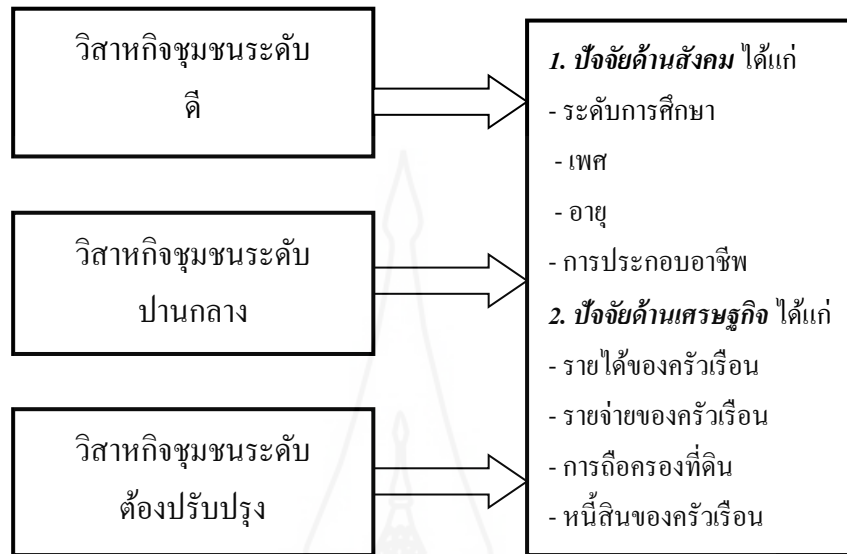 วิสาหกิจชุมชนระดับ
ดี
วิสาหกิจชุมชนระดับ
ปานกลาง
วิสาหกิจชุมชนระดับ
ต้องปรับปรุง
1. ปัจจัยด้านสังคม ได้แก่
- ระดับการศึกษา
- เพศ
- อายุ
- การประกอบอาชีพ
2. ปัจจัยด้านเศรษฐกิจ ได้แก่
- รายได้ของครัวเรือน
- รายจ่ายของครัวเรือน
- การถือครองที่ดิน
- หนี้สินของครัวเรือน